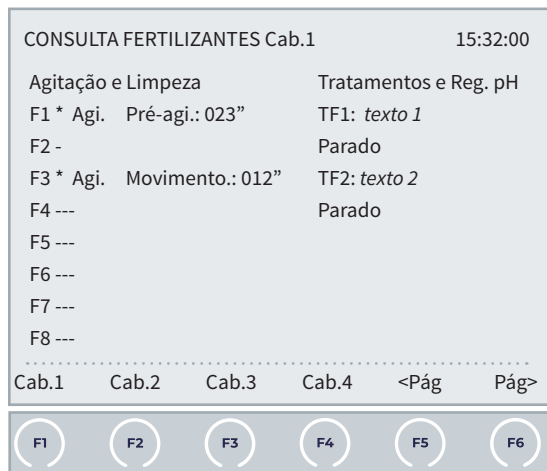 CONSULTA FERTILIZANTES Cab.1 15:32:00
Agitação e Limpeza Tratamentos e Reg. pH
F1 * Agi. Pré-agi.: 023” TF1: texto 1
F2 - Parado
F3 * Agi. Movimento.: 012” TF2: texto 2
F4 --- Parado
F5 ---
F6 ---
F7 ---
F8 ---
Cab.1 Cab.2 Cab.3 Cab.4 <Pág Pág>
F1 F2 F3 F4 F5 F6